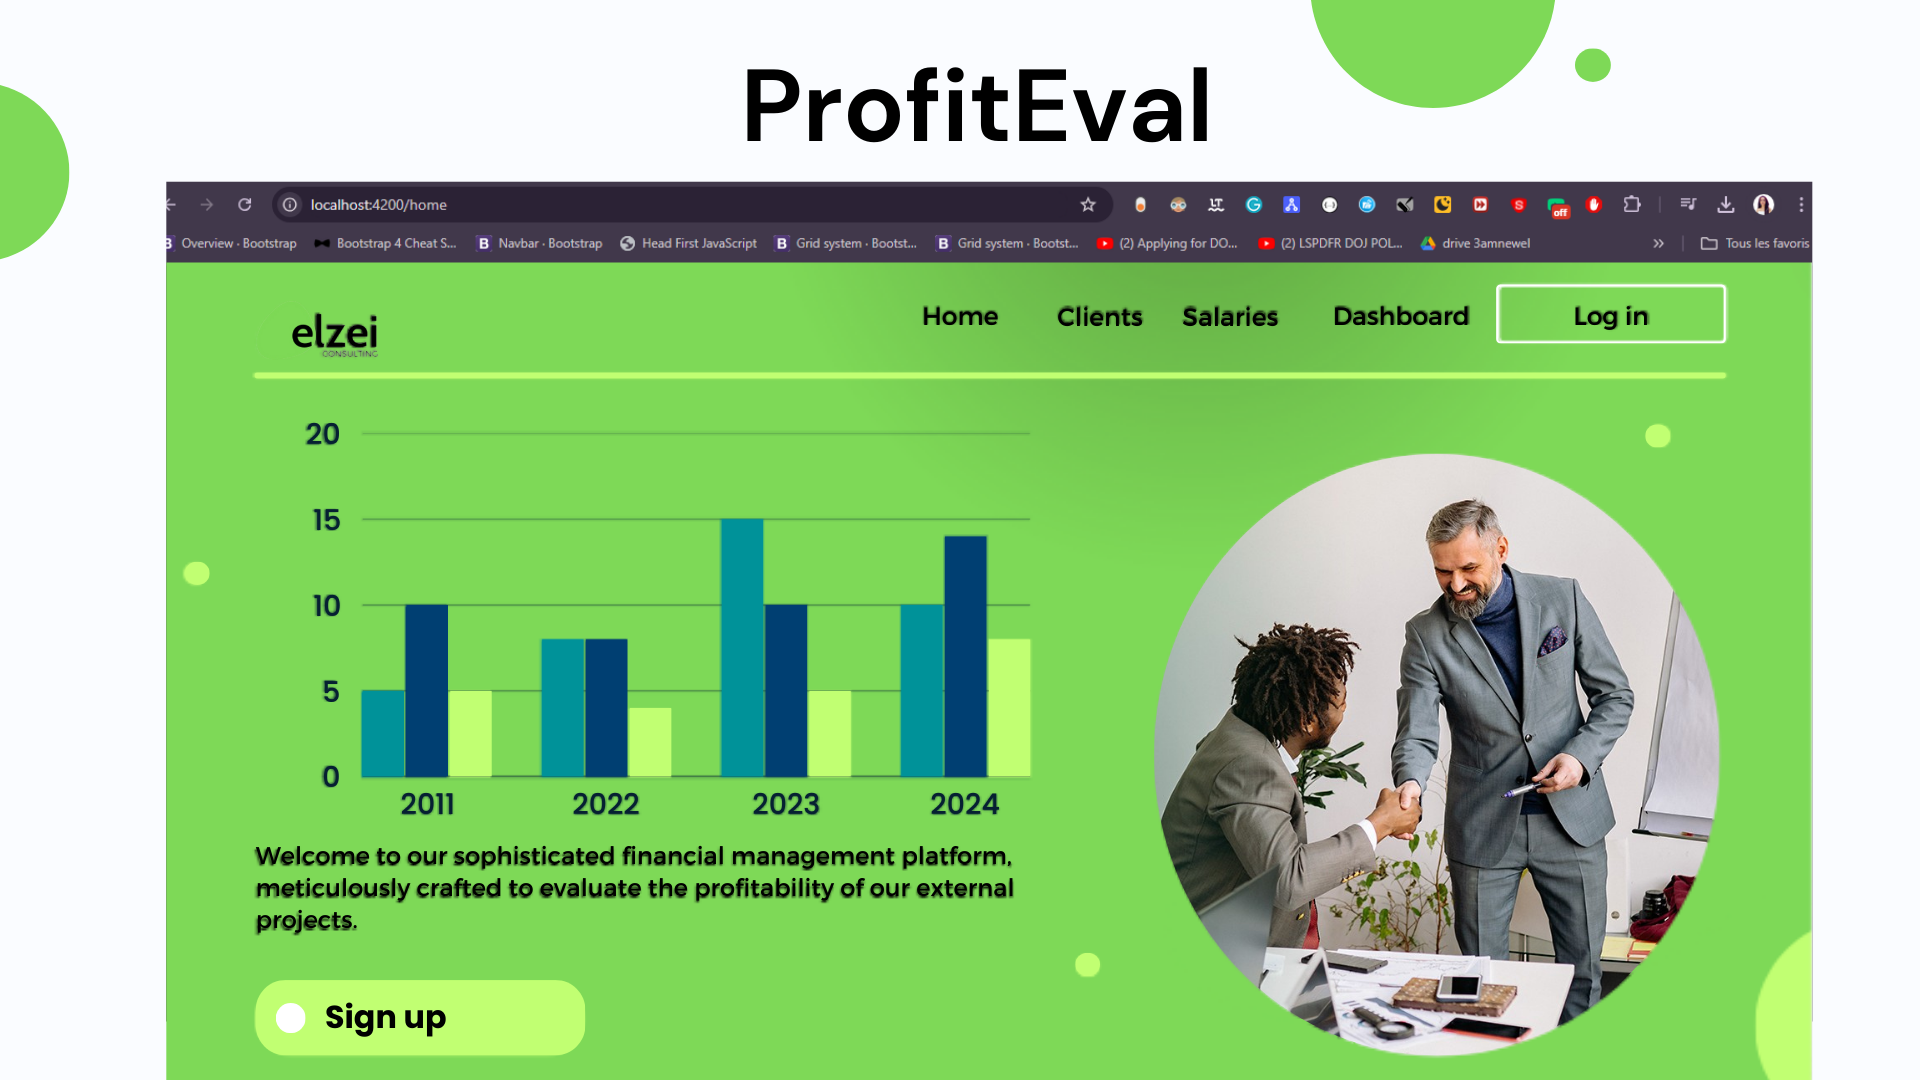 ProfitEval
localhost:4200/home
off
Overview · Bootstrap
Bootstrap 4 Cheat S...
Navbar · Bootstrap
Head First JavaScript
Grid system · Bootst...
Grid system · Bootst...
(2) Applying for DO...
(2) LSPDFR DOJ POL...
drive 3amnewel
Tous les favoris
elzei
CONSULTING
Home
Clients
Salaries
Dashboard
Log in
20
15
10
5
0
2011
2022
2023
2024
Welcome to our sophisticated financial management platform,
meticulously crafted to evaluate the profitability of our external
projects.
Sign up